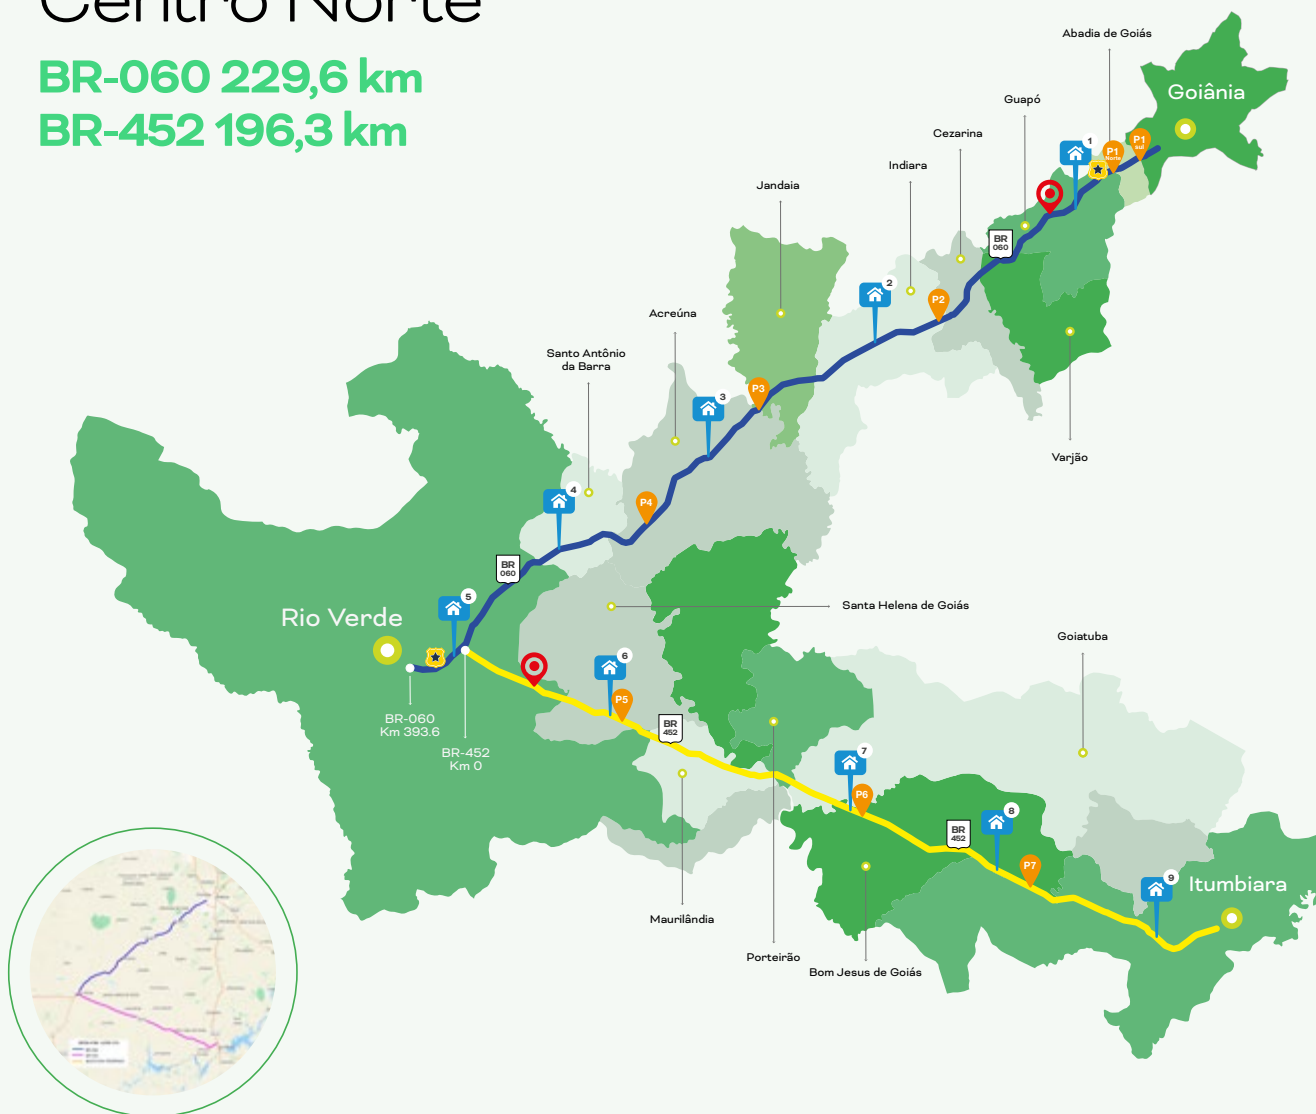 Centro Norte
BR-060 229,6 km
BR-452 196,3 km
Abadia de Goiás
Goiânia
Guapó
Cezarina
Indiara
Jandaia
Acreúna
Santo Antônio
da Barra
1
P1
Norte
P1
sul
BR
060
2
P2
Varjão
P3
3
4
P4
BR
060
5
Rio Verde
Santa Helena de Goiás
Goiatuba
6
P5
BR
452
BR-060
Km 393.6
BR-452
Km 0
7
P6
8
BR
452
P7
9
Itumbiara
Maurilândia
Porteirão
Bom Jesus de Goiás